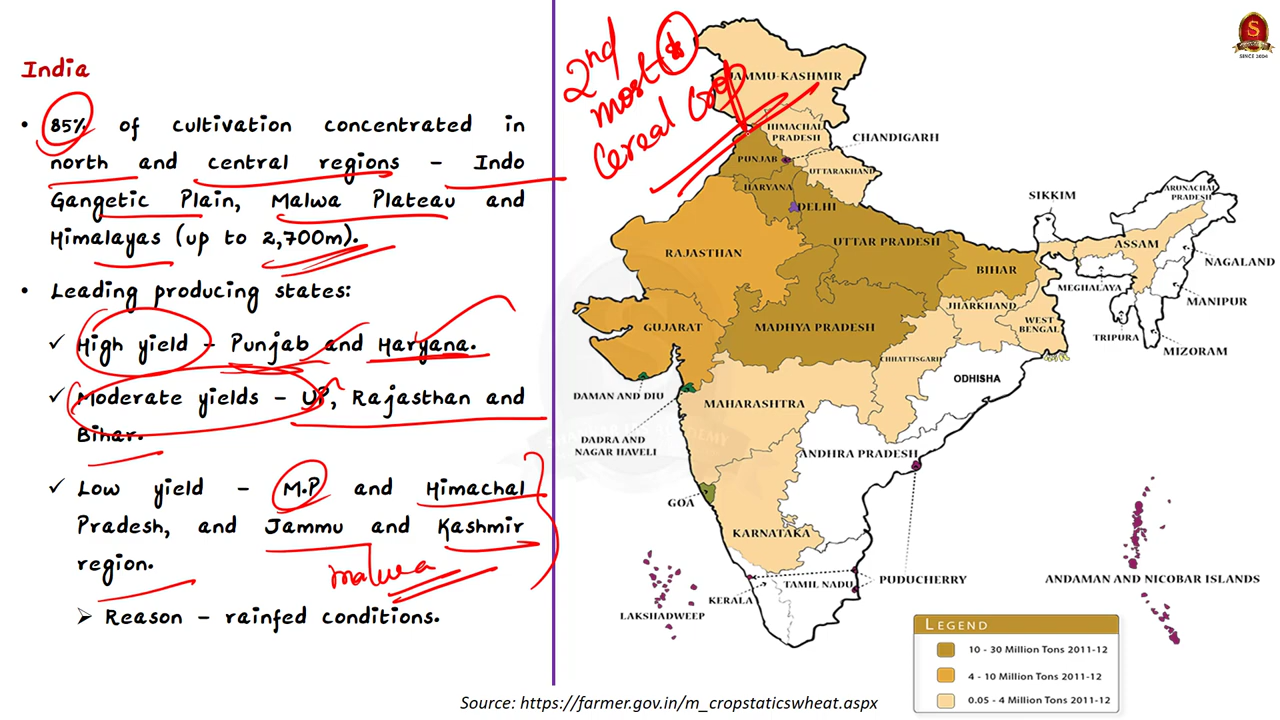 India
• 85% of cultivation concentrated in
north and central regions – Indo
Gangetic Plain, Malwa Plateau and
Himalayas (up to 2,700m).
• Leading producing states:
✓ High yield – Punjab and Haryana.
✓ Moderate yields – UP, Rajasthan and
Bihar.
✓ Low yield – M.P and Himachal
Pradesh, and Jammu and Kashmir
region.
malwa
➢ Reason – rainfed conditions.
2nd
most
Cereal Crop
JAMMU-KASHMIR
HIMACHAL
PRADESH
CHANDIGARH
PUNJAB
UTTARAKHAND
HARYANA
DELHI
RAJASTHAN
UTTAR PRADESH
BIHAR
SIKKIM
ARUNACHAL
PRADESH
ASSAM
NAGALAND
MEGHALAYA
MANIPUR
TRIPURA
MIZORAM
GUJARAT
MADHYA PRADESH
JHARKHAND
WEST
BENGAL
CHHATTISGARH
ODHISHA
DAMAN AND DIU
MAHARASHTRA
DADRA AND
NAGAR HAVELI
ANDHRA PRADESH
GOA
KARNATAKA
TAMIL NADU
PUDUCHERRY
KERALA
LAKSHADWEEP
ANDAMAN AND NICOBAR ISLANDS
LEGEND
10 - 30 Million Tons 2011-12
4 - 10 Million Tons 2011-12
0.05 - 4 Million Tons 2011-12
Source: https://farmer.gov.in/m_cropstaticswheat.aspx
S
SINCE 2004